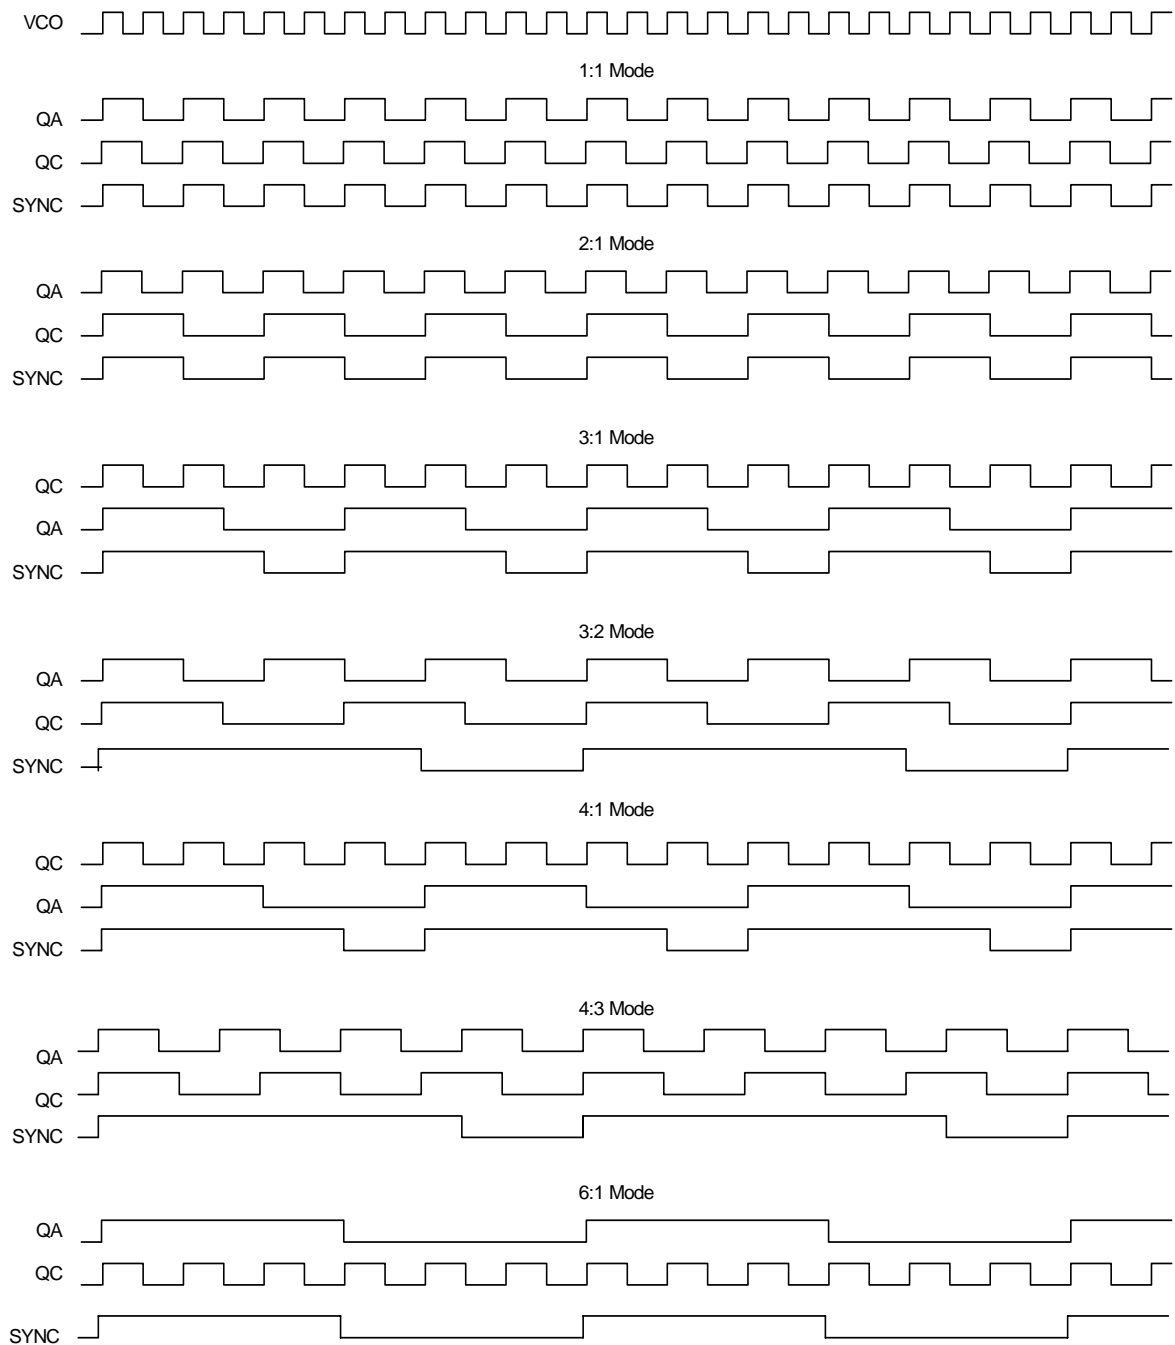 VCO
1:1 Mode
QA
QC
SYNC
2:1 Mode
QA
QC
SYNC
3:1 Mode
QC
QA
SYNC
3:2 Mode
QA
QC
SYNC
4:1 Mode
QC
QA
SYNC
4:3 Mode
QA
QC
SYNC
6:1 Mode
QA
QC
SYNC